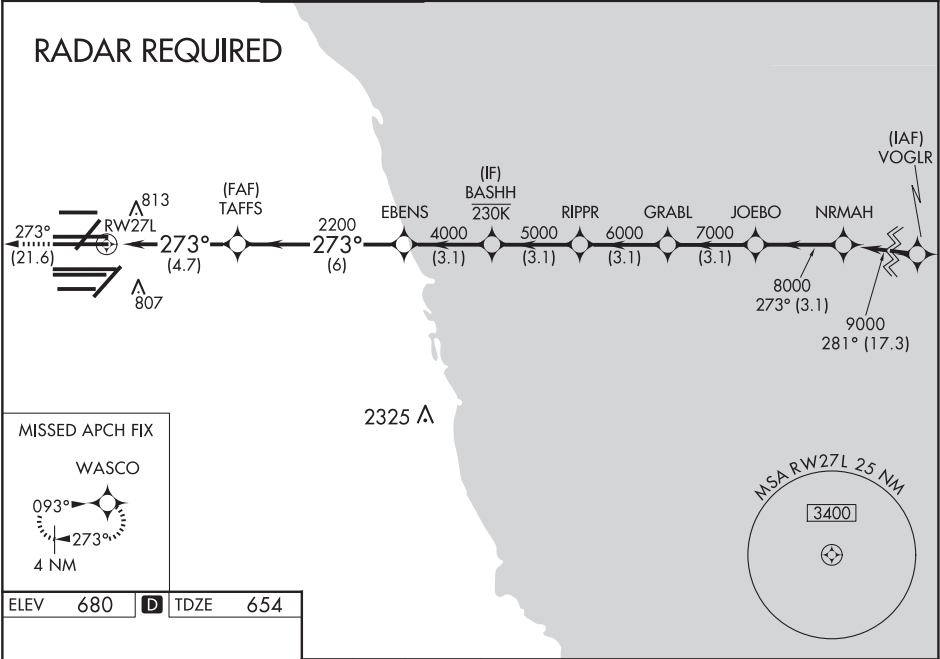 RADAR REQUIRED
(IAF)
VOGLR
(IF)
BASHH
230K
(FAF)
TAFFS
813
RW27L
EBENS
RIPPR
GRABL
JOEBO
NRMAH
2200
4000
5000
6000
7000
273°
(21.6)
273°
(4.7)
273°
(6)
(3.1)
(3.1)
(3.1)
(3.1)
8000
273° (3.1)
9000
281° (17.3)
807
2325
MISSED APCH FIX
WASCO
093°
273°
4 NM
MSA RW27L 25 NM
3400
ELEV 680 D TDZE 654